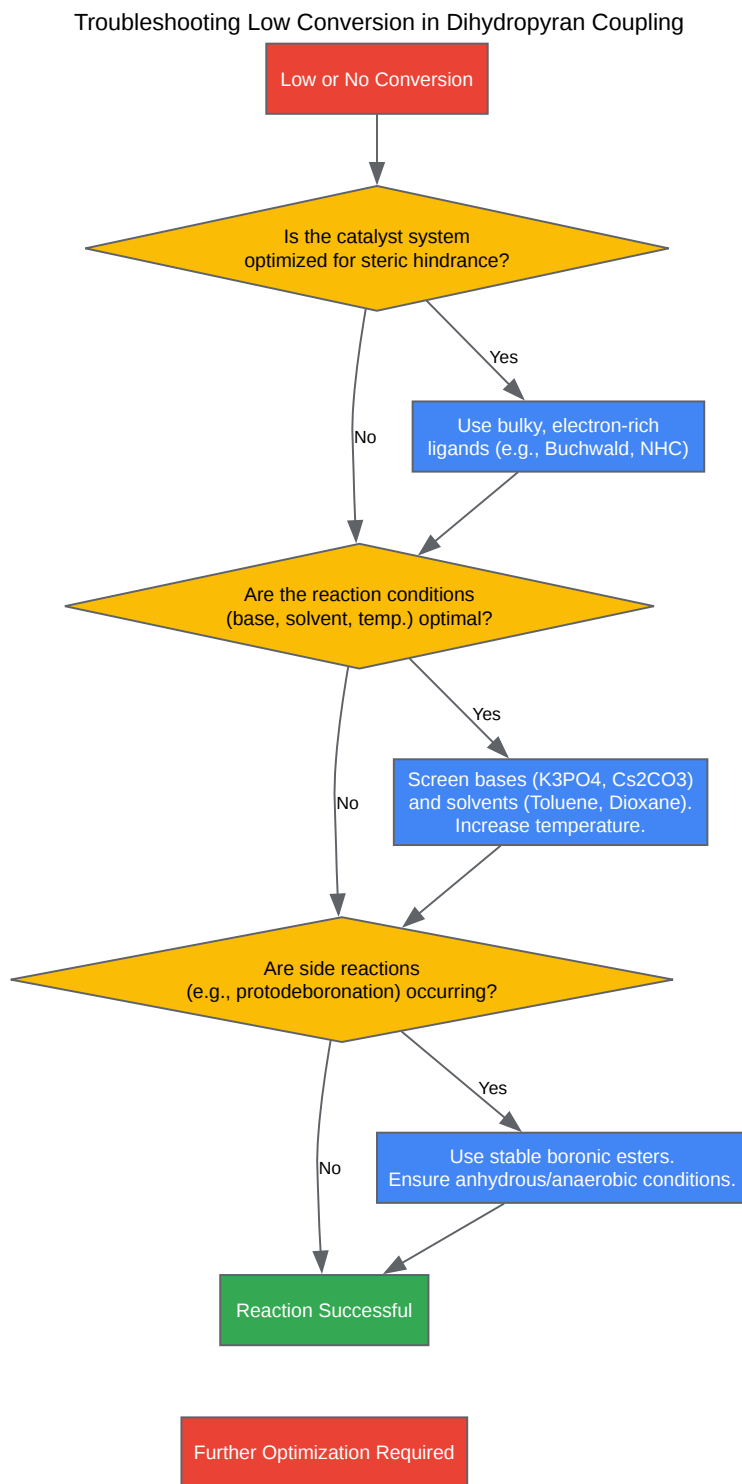 Troubleshooting Low Conversion in Dihydropyran Coupling
Low or No Conversion
Is the catalyst system
optimized for steric hindrance?
Yes
Use bulky, electron-rich
ligands (e.g., Buchwald, NHC)
No
Are the reaction conditions
(base, solvent, temp.) optimal?
Yes
Screen bases (K3PO4, Cs2CO3)
and solvents (Toluene, Dioxane).
Increase temperature.
No
Are side reactions
(e.g., protodeboronation) occurring?
Yes
Use stable boronic esters.
Ensure anhydrous/anaerobic conditions.
No
Reaction Successful
Further Optimization Required